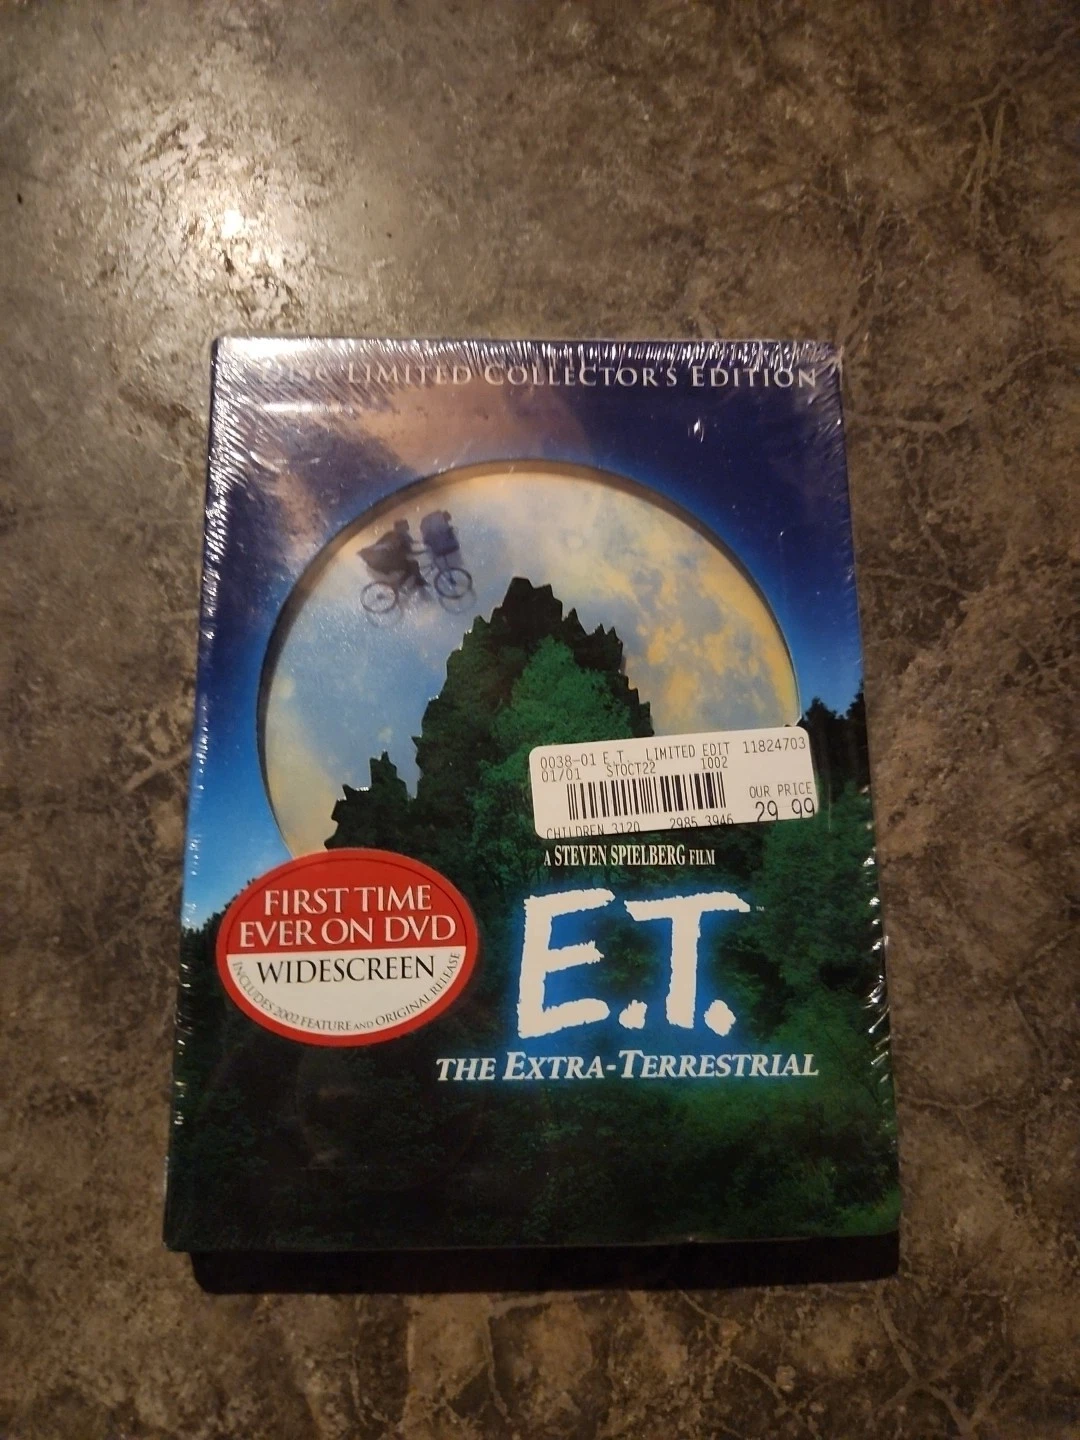 DISC LIMITED COLLECTOR'S EDITION
0038-01 E.T. LIMITED EDIT 11824703
01/01 STOCT22 1002
OUR PRICE
29.99
CHILDREN 3120 2985 3946
A STEVEN SPIELBERG FILM
E.T.™
THE EXTRA-TERRESTRIAL
FIRST TIME
EVER ON DVD
WIDESCREEN
INCLUDES 2002 FEATURE AND ORIGINAL RELEASE